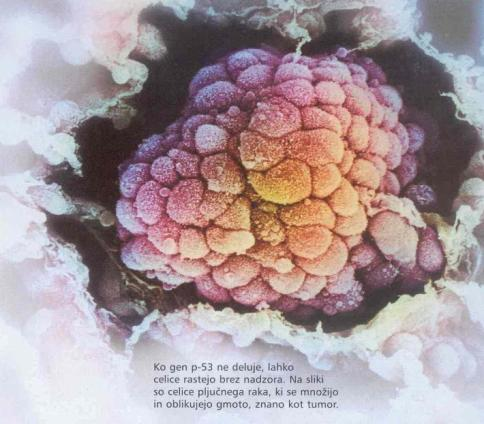 Ko gen p-53 ne deluje, lahko
celice rastejo brez nadzora. Na sliki
so celice pljučnega raka, ki se množijo
in oblikujejo gmoto, znano kot tumor.